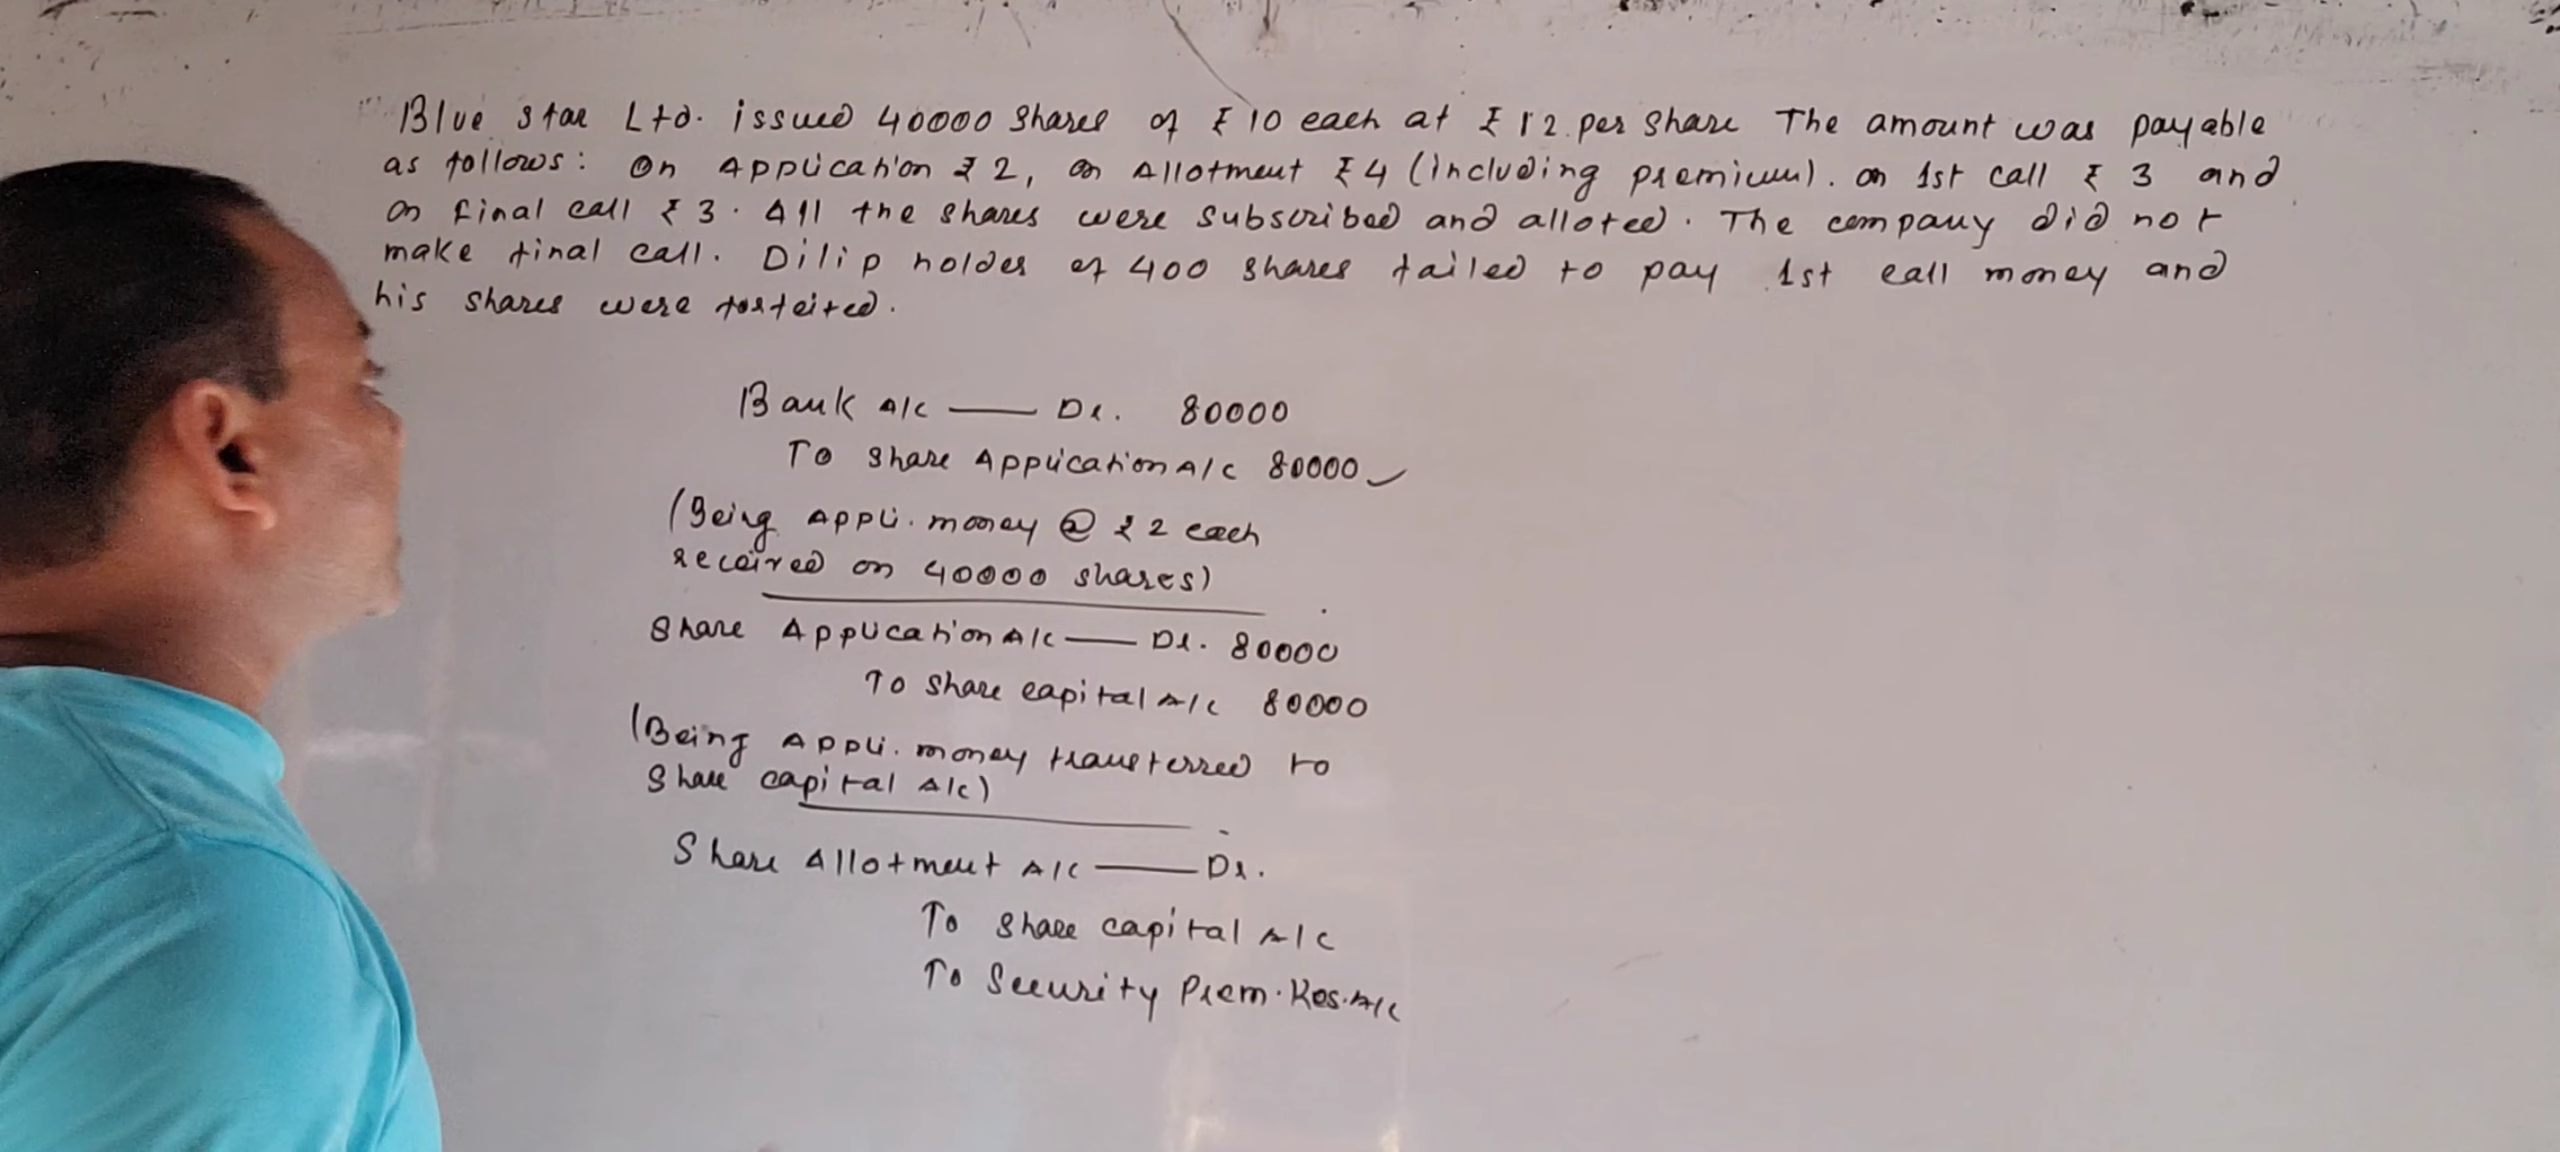 Blue Star Ltd. issued 40000 Shares of ₹10 each at ₹12 per Share The amount was payable
as follows: On Application ₹2, on Allotment ₹4 (including premium). on 1st call ₹ 3 and
on final call ₹3. All the shares were subscribed and alloted. The company did not
make final call. Dilip holder of 400 shares failed to pay 1st call money and
his shares were forfeited.
Bank A/c — Dr. 80000
To Share Application A/c 80000
(Being Appli. money @ ₹2 each
received on 40000 shares)
Share Application A/c — Dr. 80000
To Share capital A/c 80000
(Being Appli. money transferred to
Share capital A/c)
Share Allotment A/c — Dr.
To Share capital A/c
To Security Prem. Res. A/c